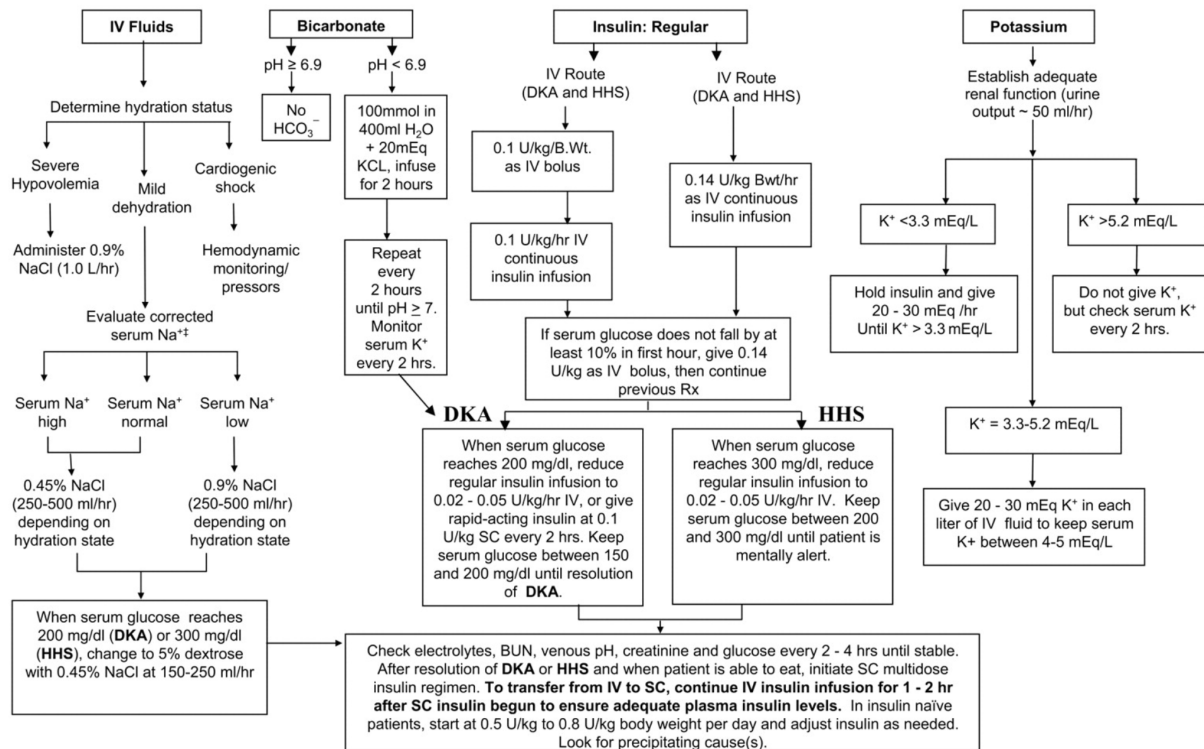 IV Fluids
Determine hydration status
Severe
Hypovolemia
Mild
dehydration
Cardiogenic
shock
Administer 0.9%
NaCl (1.0 L/hr)
Hemodynamic
monitoring/
pressors
Evaluate corrected
serum Na⁺‡
Serum Na⁺
high
Serum Na⁺
normal
Serum Na⁺
low
0.45% NaCl
(250-500 ml/hr)
depending on
hydration state
0.9% NaCl
(250-500 ml/hr)
depending on
hydration state
When serum glucose reaches
200 mg/dl (DKA) or 300 mg/dl
(HHS), change to 5% dextrose
with 0.45% NaCl at 150-250 ml/hr
Bicarbonate
pH ≥ 6.9
No
HCO₃⁻
pH < 6.9
100mmol in
400ml H₂O
+ 20mEq
KCL, infuse
for 2 hours
Repeat
every
2 hours
until pH ≥ 7.
Monitor
serum K⁺
every 2 hrs.
Insulin: Regular
IV Route
(DKA and HHS)
IV Route
(DKA and HHS)
0.1 U/kg/B.Wt.
as IV bolus
0.1 U/kg/hr IV
continuous
insulin infusion
0.14 U/kg Bwt/hr
as IV continuous
insulin infusion
If serum glucose does not fall by at
least 10% in first hour, give 0.14
U/kg as IV bolus, then continue
previous Rx
DKA
HHS
When serum glucose
reaches 200 mg/dl, reduce
regular insulin infusion to
0.02 - 0.05 U/kg/hr IV, or give
rapid-acting insulin at 0.1
U/kg SC every 2 hrs. Keep
serum glucose between 150
and 200 mg/dl until resolution
of DKA.
When serum glucose
reaches 300 mg/dl, reduce
regular insulin infusion to
0.02 - 0.05 U/kg/hr IV. Keep
serum glucose between 200
and 300 mg/dl until patient is
mentally alert.
Potassium
Establish adequate
renal function (urine
output ~ 50 ml/hr)
K⁺ <3.3 mEq/L
Hold insulin and give
20 - 30 mEq /hr
Until K⁺ > 3.3 mEq/L
K⁺ >5.2 mEq/L
Do not give K⁺,
but check serum K⁺
every 2 hrs.
K⁺ = 3.3-5.2 mEq/L
Give 20 - 30 mEq K⁺ in each
liter of IV fluid to keep serum
K+ between 4-5 mEq/L
Check electrolytes, BUN, venous pH, creatinine and glucose every 2 - 4 hrs until stable.
After resolution of DKA or HHS and when patient is able to eat, initiate SC multidose
insulin regimen. To transfer from IV to SC, continue IV insulin infusion for 1 - 2 hr
after SC insulin begun to ensure adequate plasma insulin levels. In insulin naïve
patients, start at 0.5 U/kg to 0.8 U/kg body weight per day and adjust insulin as needed.
Look for precipitating cause(s).